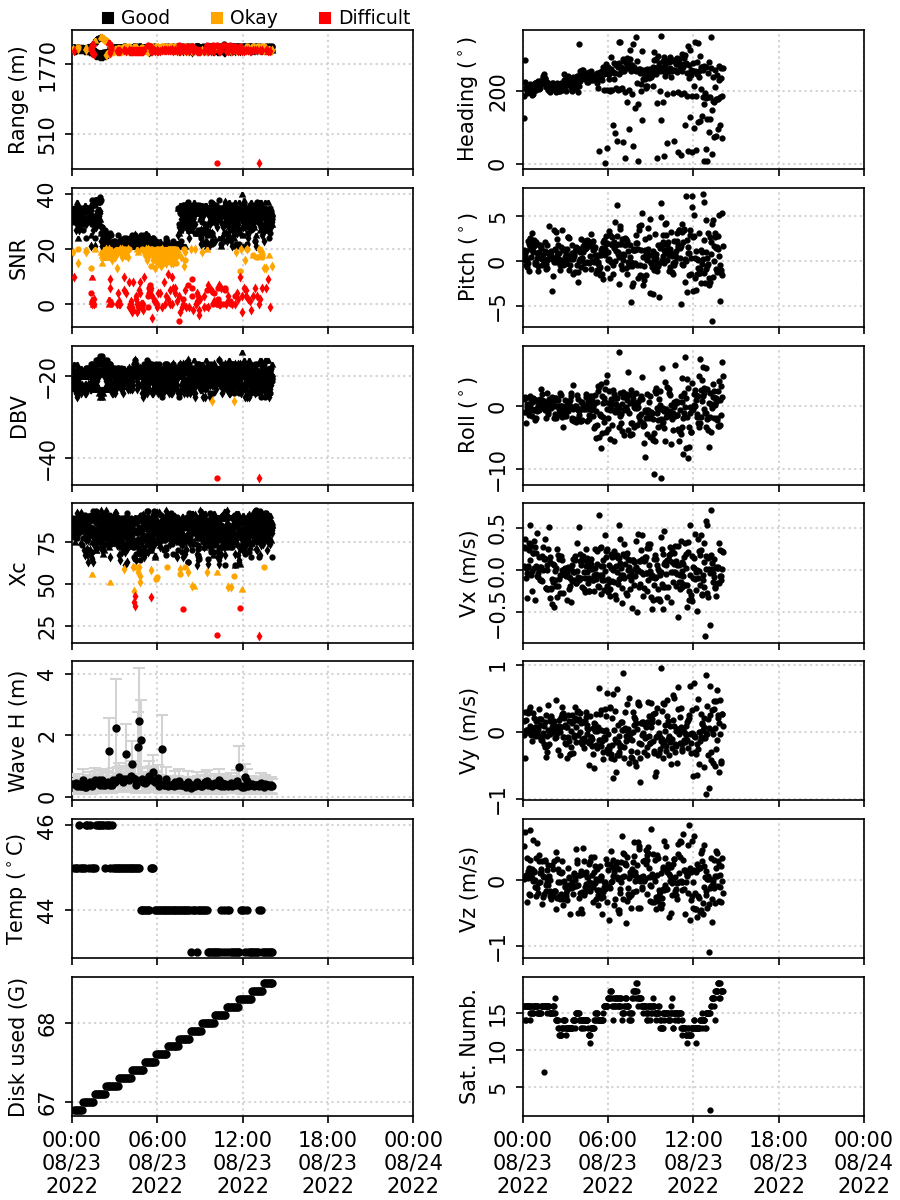 Good Okay Difficult
Range (m)
1770
510
Heading (°)
200
0
SNR
40
20
0
Pitch (°)
5
0
−5
DBV
−20
−40
Roll (°)
0
−10
Xc
75
50
25
Vx (m/s)
0.5
0.0
−0.5
Wave H (m)
4
2
0
Vy (m/s)
1
0
−1
Temp (°C)
46
44
Vz (m/s)
0
−1
Disk used (G)
68
67
Sat. Numb.
15
10
5
00:00 06:00 12:00 18:00 00:00
08/23 08/23 08/23 08/23 08/24
2022 2022 2022 2022 2022
00:00 06:00 12:00 18:00 00:00
08/23 08/23 08/23 08/23 08/24
2022 2022 2022 2022 2022